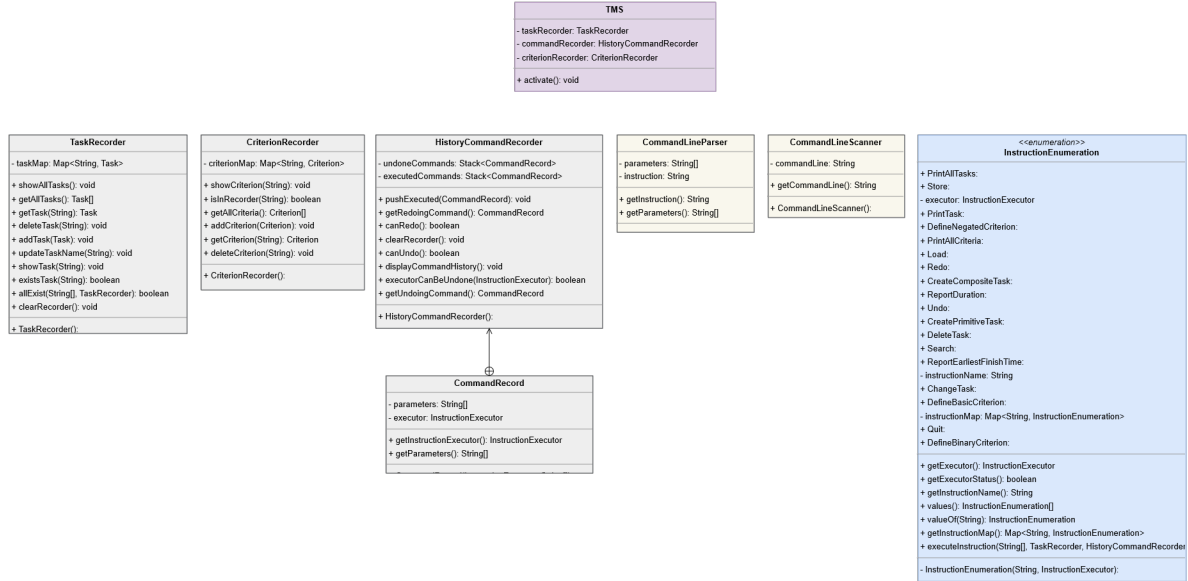 TMS
- taskRecorder: TaskRecorder
- commandRecorder: HistoryCommandRecorder
- criterionRecorder: CriterionRecorder
+ activate(): void
TaskRecorder
- taskMap: Map<String, Task>
+ showAllTasks(): void
+ getAllTasks(): Task[]
+ getTask(String): Task
+ deleteTask(String): void
+ addTask(Task): void
+ updateTaskName(String): void
+ showTask(String): void
+ existsTask(String): boolean
+ allExist(String[], TaskRecorder): boolean
+ clearRecorder(): void
+ TaskRecorder():
CriterionRecorder
- criterionMap: Map<String, Criterion>
+ showCriterion(String): void
+ isInRecorder(String): boolean
+ getAllCriteria(): Criterion[]
+ addCriterion(Criterion): void
+ getCriterion(String): Criterion
+ deleteCriterion(String): void
+ CriterionRecorder():
HistoryCommandRecorder
- undoneCommands: Stack<CommandRecord>
- executedCommands: Stack<CommandRecord>
+ pushExecuted(CommandRecord): void
+ getRedoingCommand(): CommandRecord
+ canRedo(): boolean
+ clearRecorder(): void
+ canUndo(): boolean
+ displayCommandHistory(): void
+ executorCanBeUndone(InstructionExecutor): boolean
+ getUndoingCommand(): CommandRecord
+ HistoryCommandRecorder():
CommandRecord
- parameters: String[]
- executor: InstructionExecutor
+ getInstructionExecutor(): InstructionExecutor
+ getParameters(): String[]
CommandLineParser
- parameters: String[]
- instruction: String
+ getInstruction(): String
+ getParameters(): String[]
CommandLineScanner
- commandLine: String
+ getCommandLine(): String
+ CommandLineScanner():
<<enumeration>>
InstructionEnumeration
+ PrintAllTasks:
+ Store:
- executor: InstructionExecutor
+ PrintTask:
+ DefineNegatedCriterion:
+ PrintAllCriteria:
+ Load:
+ Redo:
+ CreateCompositeTask:
+ ReportDuration:
+ Undo:
+ CreatePrimitiveTask:
+ DeleteTask:
+ Search:
+ ReportEarliestFinishTime:
- instructionName: String
+ ChangeTask:
+ DefineBasicCriterion:
- instructionMap: Map<String, InstructionEnumeration>
+ Quit:
+ DefineBinaryCriterion:
+ getExecutor(): InstructionExecutor
+ getExecutorStatus(): boolean
+ getInstructionName(): String
+ values(): InstructionEnumeration[]
+ valueOf(String): InstructionEnumeration
+ getInstructionMap(): Map<String, InstructionEnumeration>
+ executeInstruction(String[], TaskRecorder, HistoryCommandRecorder
- InstructionEnumeration(String, InstructionExecutor):